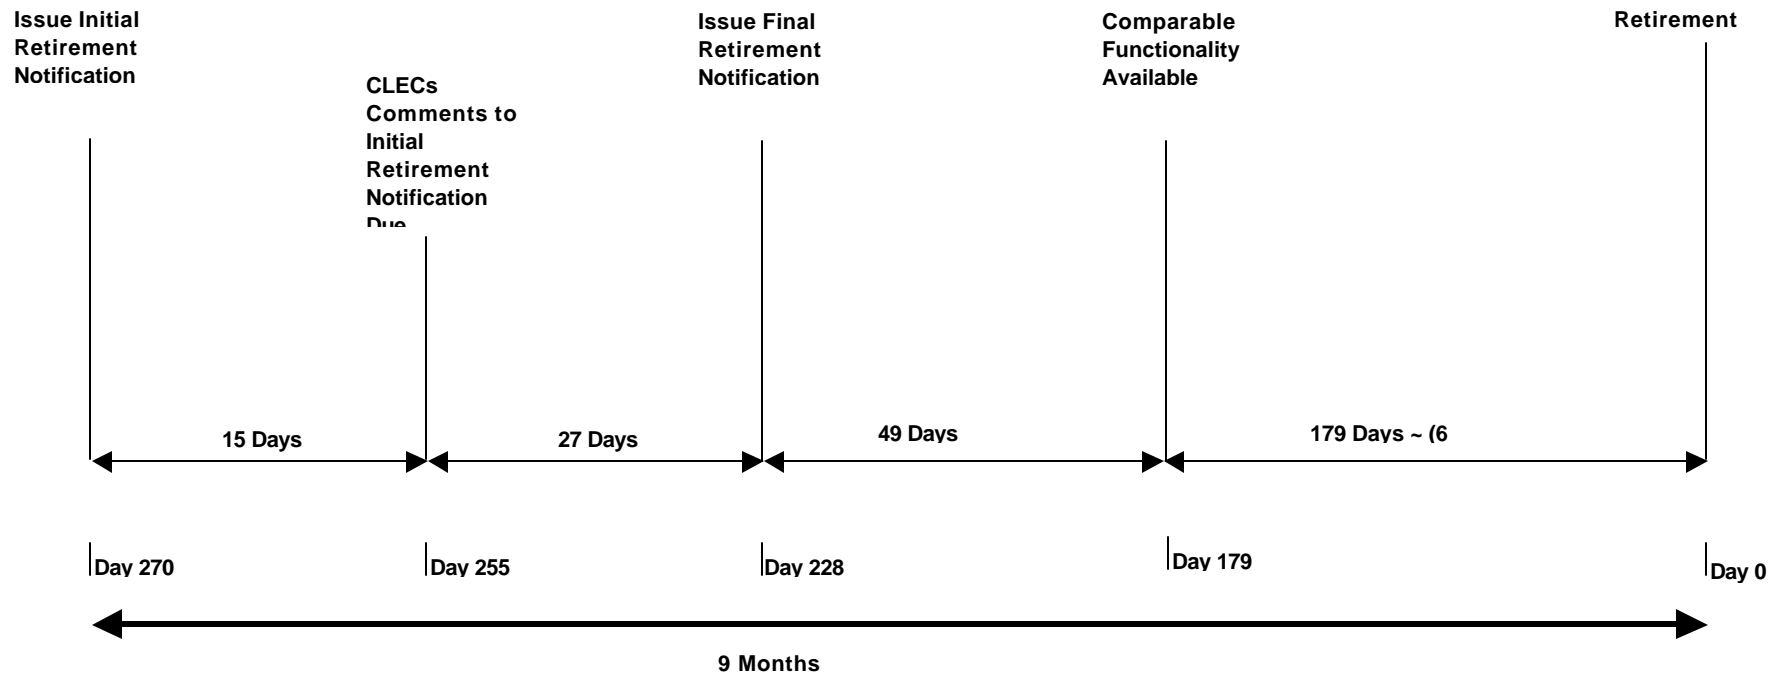 Issue Initial
Retirement
Notification
CLECs
Comments to
Initial
Retirement
Notification
Due
Issue Final
Retirement
Notification
Comparable
Functionality
Available
Retirement
15 Days
27 Days
49 Days
179 Days ~ (6
Day 270
Day 255
Day 228
Day 179
Day 0
9 Months